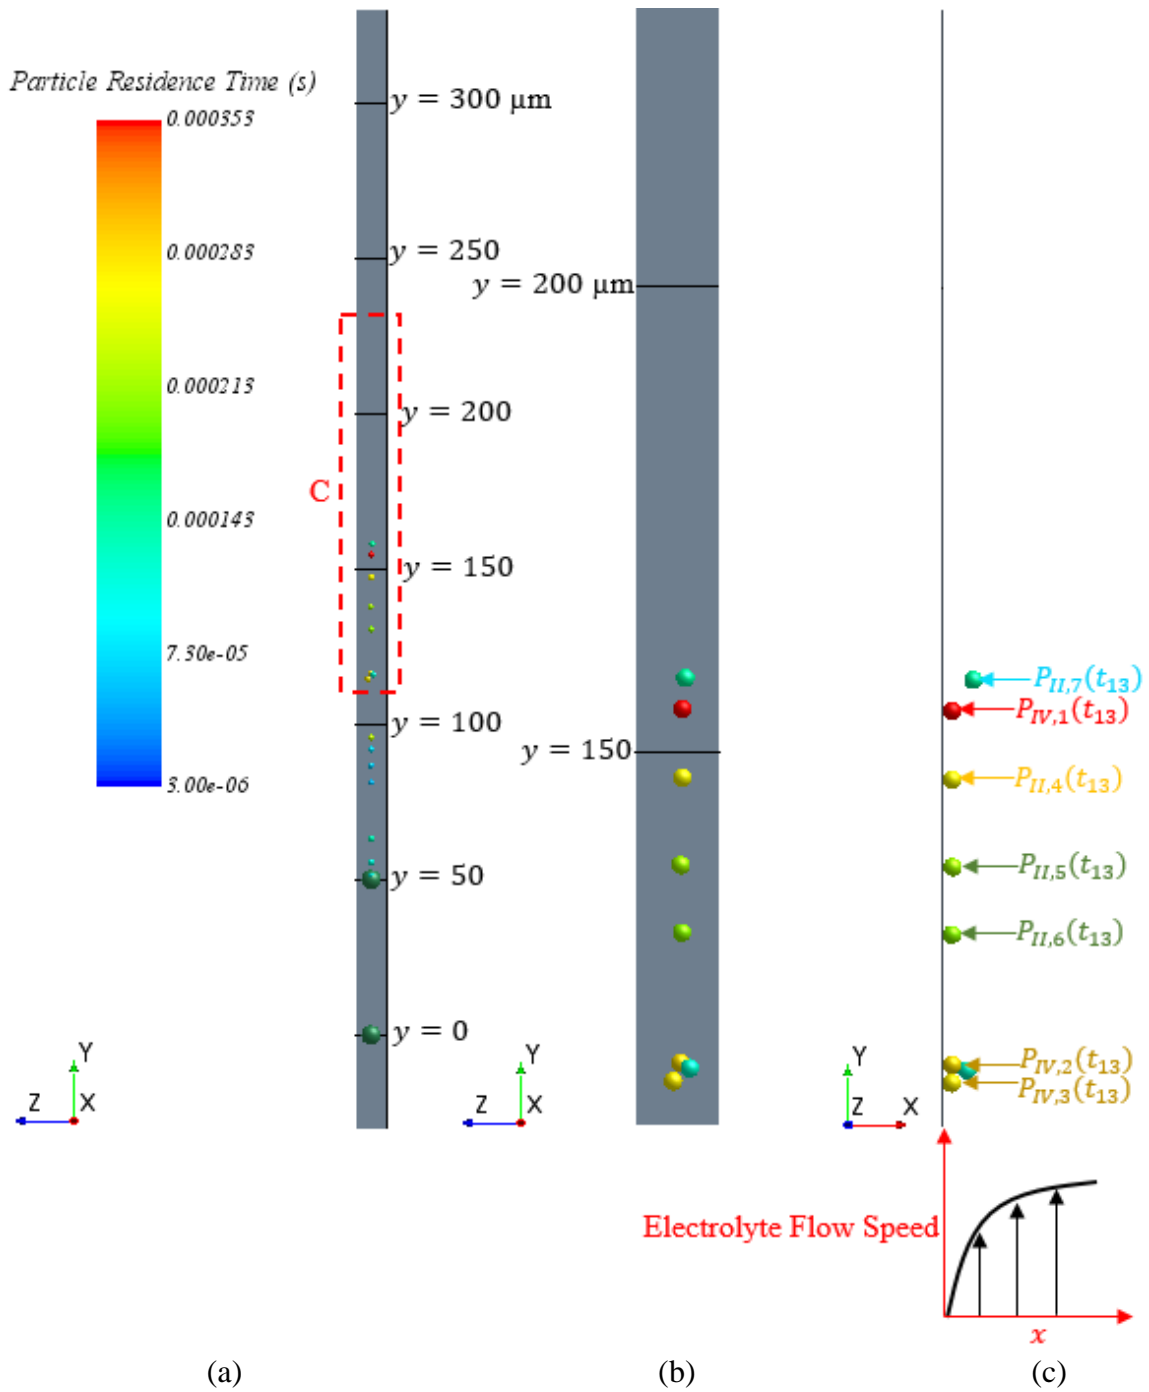 Particle Residence Time (s)
0.000353
0.000283
0.000213
0.000143
7.30e-05
3.00e-06
y = 300 μm
y = 250
y = 200
C
y = 150
y = 100
y = 50
y = 0
Y
Z X
y = 200 μm
y = 150
Y
Z X
P_{II,7}(t_{13})
P_{IV,1}(t_{13})
P_{II,4}(t_{13})
P_{II,5}(t_{13})
P_{II,6}(t_{13})
P_{IV,2}(t_{13})
P_{IV,3}(t_{13})
Y
Z X
Electrolyte Flow Speed
x
(a) (b) (c)